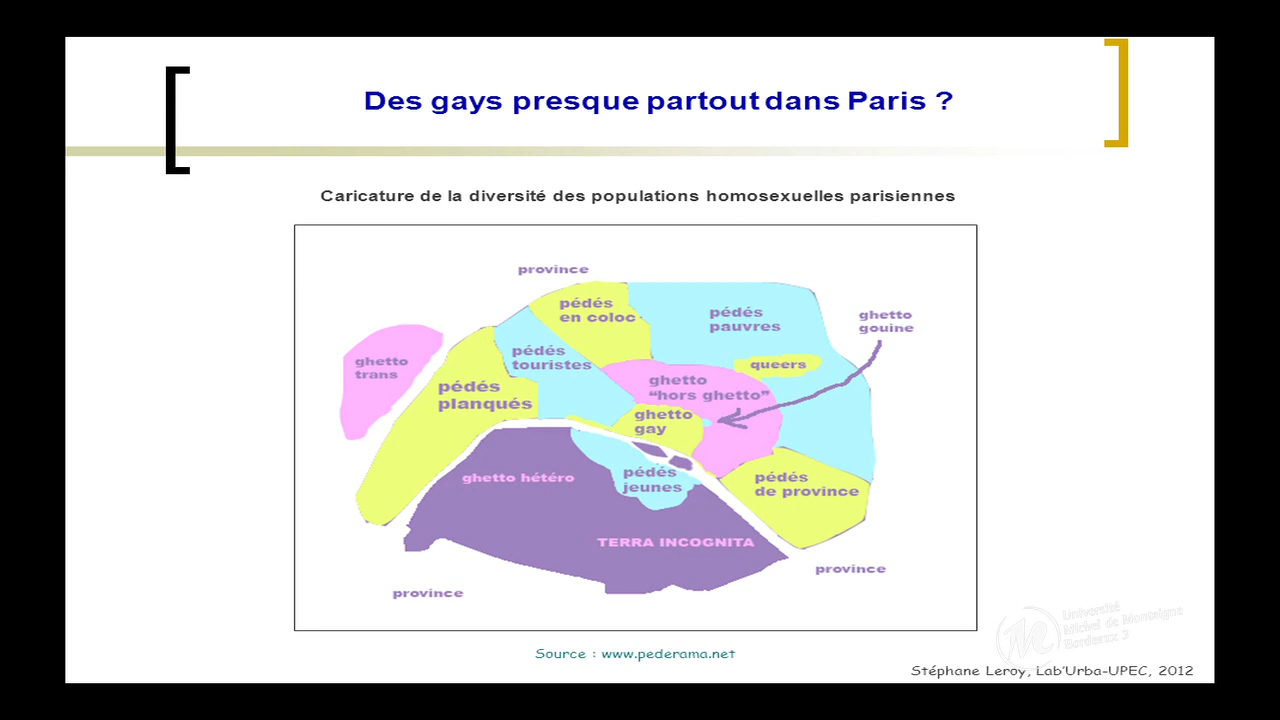 Des gays presque partout dans Paris ?
Caricature de la diversité des populations homosexuelles parisiennes
province
pédés
en coloc
pédés
pauvres
ghetto
gouine
pédés
touristes
ghetto
trans
queers
pédés
planqués
ghetto
"hors ghetto"
ghetto
gay
ghetto hétéro
pédés
jeunes
pédés
de province
TERRA INCOGNITA
province
province
Université
Michel de Montaigne
Bordeaux 3
Source : www.pederama.net
Stéphane Leroy, Lab'Urba-UPEC, 2012